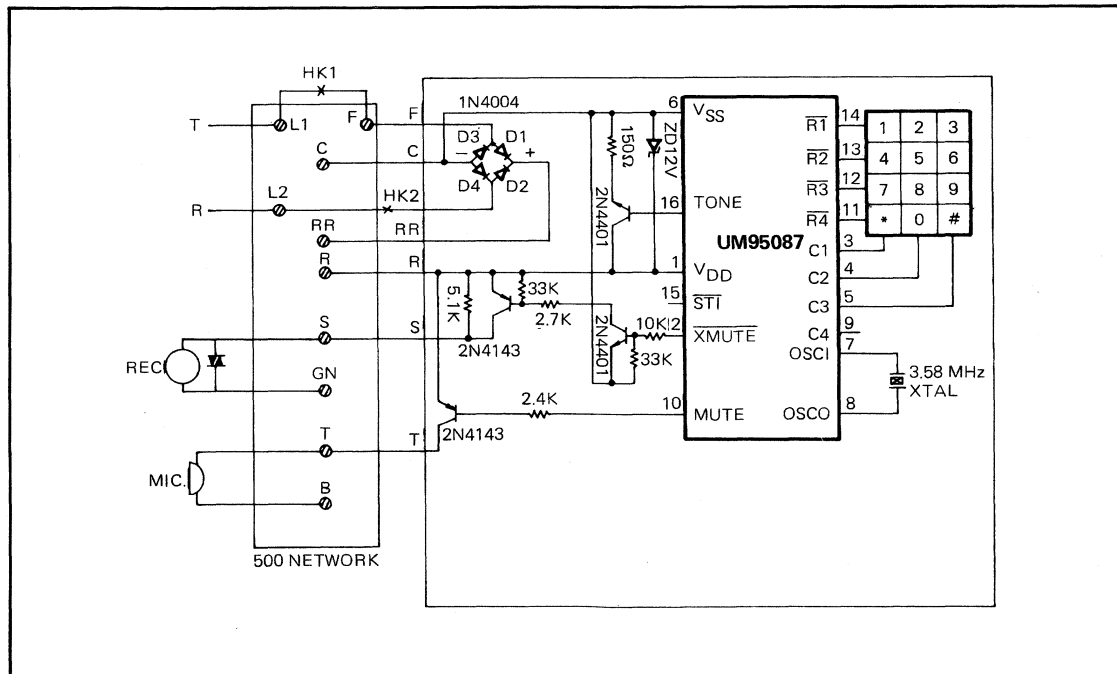 HK1
T
L1
F
F
1N4004
6
VSS
ZD12V
150Ω
C
C
D3
D1
−
+
D4
D2
R
L2
HK2
RR
RR
R
R
2N4401
16
TONE
UM95087
1
VDD
15
STI
5.1K
33K
2.7K
2N4401
10K
2
XMUTE
33K
S
S
2N4143
REC
GN
2.4K
10
MUTE
T
T
2N4143
MIC.
B
500 NETWORK
R1
14
R2
13
R3
12
R4
11
C1
3
C2
4
C3
5
C4
9
OSCI
7
OSCO
8
1 2 3
4 5 6
7 8 9
* 0 #
3.58 MHz
XTAL